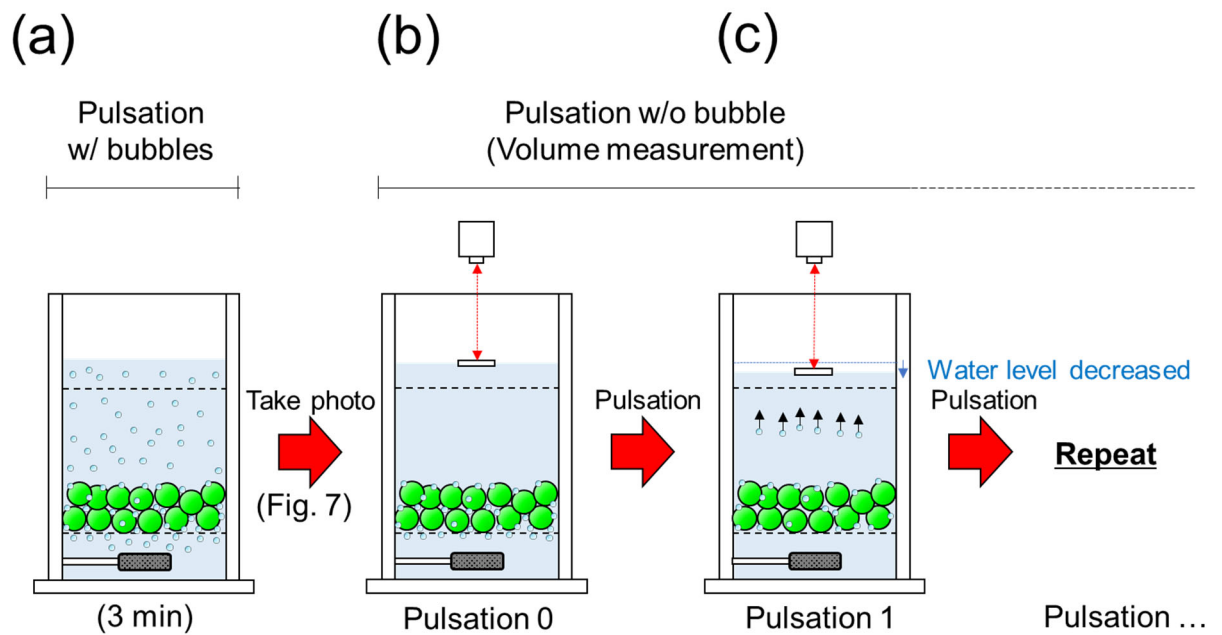 (a)
(b)
(c)
Pulsation
w/ bubbles
Pulsation w/o bubble
(Volume measurement)
Take photo
(Fig. 7)
Pulsation
Water level decreased
Pulsation
Repeat
(3 min)
Pulsation 0
Pulsation 1
Pulsation …